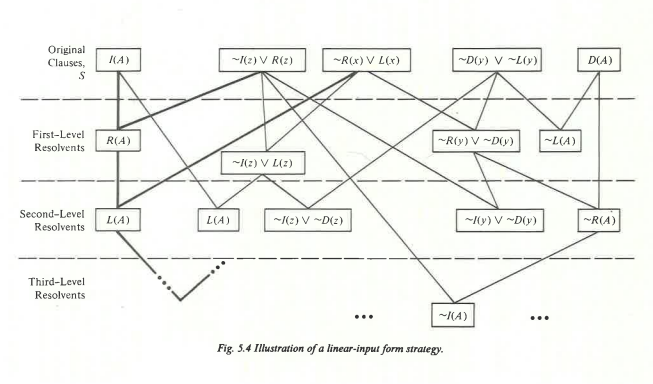 Original
Clauses,
S
I(A)
~I(z) V R(z)
~R(x) V L(x)
~D(y) V ~L(y)
D(A)
First-Level
Resolvents
R(A)
~R(y) V ~D(y)
~L(A)
~I(z) V L(z)
Second-Level
Resolvents
L(A)
L(A)
~I(z) V ~D(z)
~I(y) V ~D(y)
~R(A)
Third-Level
Resolvents
~I(A)
Fig. 5.4 Illustration of a linear-input form strategy.